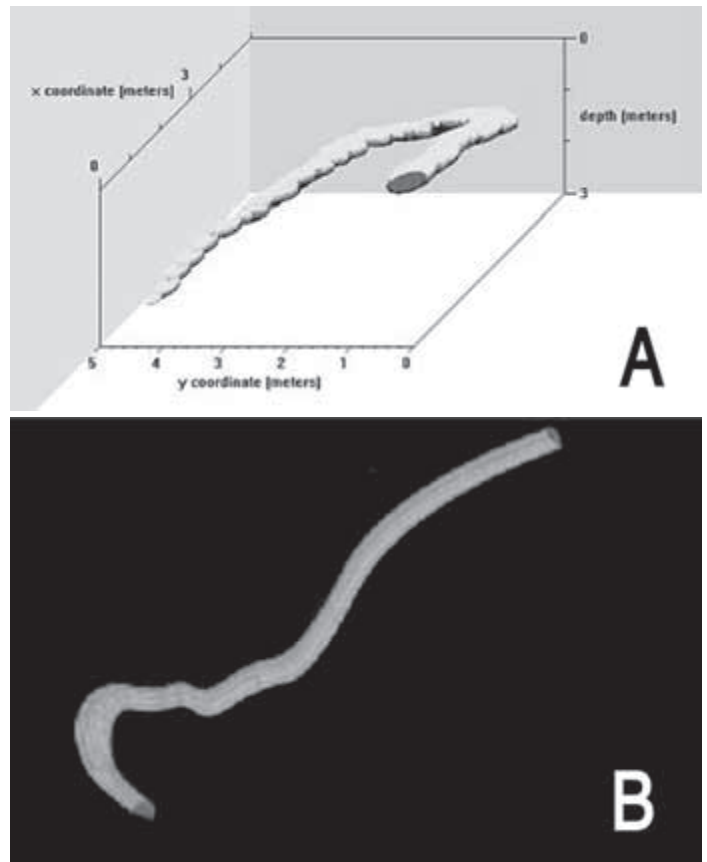 0
3
x coordinate [meters]
depth [meters]
0
3
5 4 3 2 1 0
y coordinate [meters]
A
B